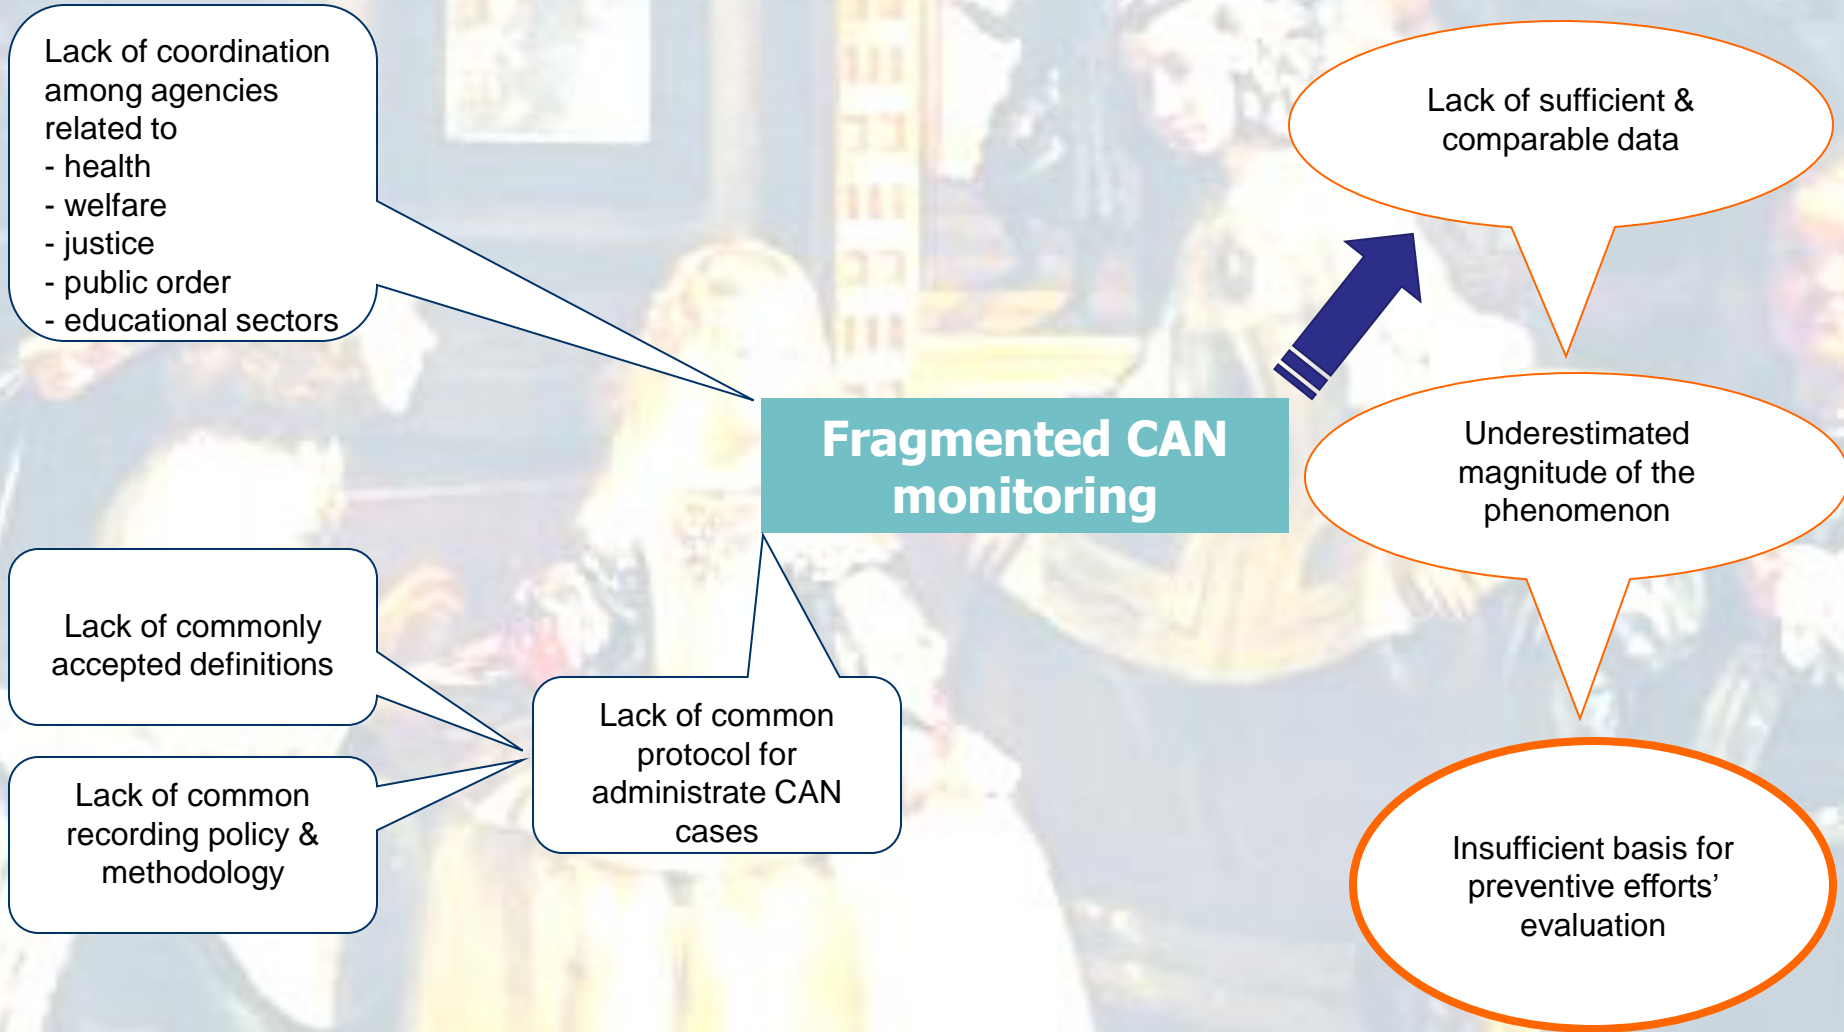 Lack of coordination
among agencies
related to
- health
- welfare
- justice
- public order
- educational sectors
Lack of commonly
accepted definitions
Lack of common
recording policy &
methodology
Lack of common
protocol for
administrate CAN
cases
Fragmented CAN
monitoring
Lack of sufficient &
comparable data
Underestimated
magnitude of the
phenomenon
Insufficient basis for
preventive efforts’
evaluation